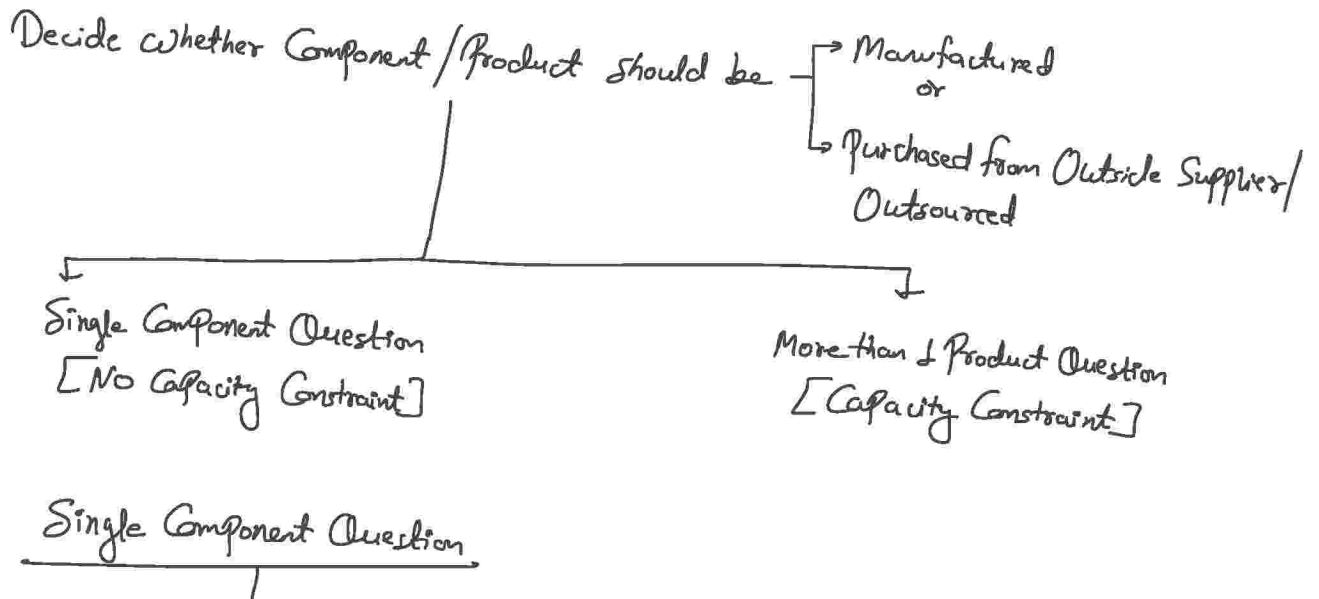 Decide whether Component/Product should be
Manufactured
or
Purchased from Outside Supplier/
Outsourced
Single Component Question
[No Capacity Constraint]
More than 1 Product Question
[Capacity Constraint]
Single Component Question